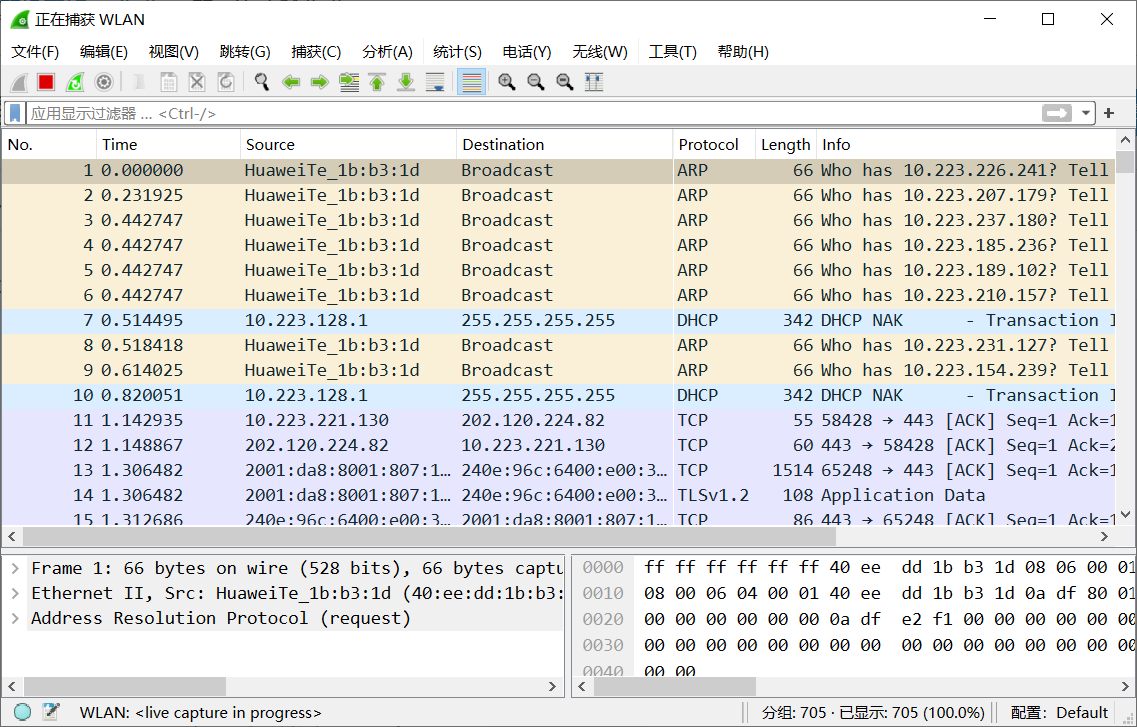 正在捕获 WLAN
文件(F) 编辑(E) 视图(V) 跳转(G) 捕获(C) 分析(A) 统计(S) 电话(Y) 无线(W) 工具(T) 帮助(H)
应用显示过滤器 … <Ctrl-/>
No. Time Source Destination Protocol Length Info
1 0.000000 HuaweiTe_1b:b3:1d Broadcast ARP 66 Who has 10.223.226.241? Tell
2 0.231925 HuaweiTe_1b:b3:1d Broadcast ARP 66 Who has 10.223.207.179? Tell
3 0.442747 HuaweiTe_1b:b3:1d Broadcast ARP 66 Who has 10.223.237.180? Tell
4 0.442747 HuaweiTe_1b:b3:1d Broadcast ARP 66 Who has 10.223.185.236? Tell
5 0.442747 HuaweiTe_1b:b3:1d Broadcast ARP 66 Who has 10.223.189.102? Tell
6 0.442747 HuaweiTe_1b:b3:1d Broadcast ARP 66 Who has 10.223.210.157? Tell
7 0.514495 10.223.128.1 255.255.255.255 DHCP 342 DHCP NAK - Transaction I
8 0.518418 HuaweiTe_1b:b3:1d Broadcast ARP 66 Who has 10.223.231.127? Tell
9 0.614025 HuaweiTe_1b:b3:1d Broadcast ARP 66 Who has 10.223.154.239? Tell
10 0.820051 10.223.128.1 255.255.255.255 DHCP 342 DHCP NAK - Transaction I
11 1.142935 10.223.221.130 202.120.224.82 TCP 55 58428 → 443 [ACK] Seq=1 Ack=1
12 1.148867 202.120.224.82 10.223.221.130 TCP 60 443 → 58428 [ACK] Seq=1 Ack=2
13 1.306482 2001:da8:8001:807:1… 240e:96c:6400:e00:3… TCP 1514 65248 → 443 [ACK] Seq=1 Ack=1
14 1.306482 2001:da8:8001:807:1… 240e:96c:6400:e00:3… TLSv1.2 108 Application Data
15 1.312686 240e:96c:6400:e00:3… 2001:da8:8001:807:1… TCP 86 443 → 65248 [ACK] Seq=1 Ack=1
Frame 1: 66 bytes on wire (528 bits), 66 bytes captu
Ethernet II, Src: HuaweiTe_1b:b3:1d (40:ee:dd:1b:b3:
Address Resolution Protocol (request)
0000 ff ff ff ff ff ff 40 ee dd 1b b3 1d 08 06 00 01
0010 08 00 06 04 00 01 40 ee dd 1b b3 1d 0a df 80 01
0020 00 00 00 00 00 00 0a df e2 f1 00 00 00 00 00 00
0030 00 00 00 00 00 00 00 00 00 00 00 00 00 00 00 00
0040 00 00
WLAN: <live capture in progress> 分组: 705 · 已显示: 705 (100.0%) 配置: Default